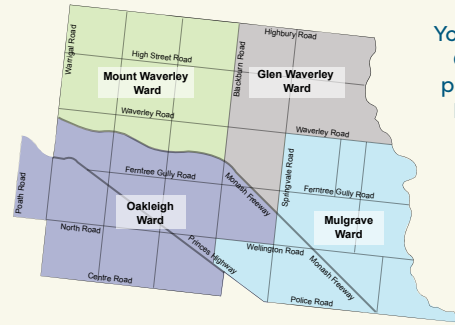 Highbury Road
Warrigal Road
High Street Road
Blackburn Road
Mount Waverley
Ward
Glen Waverley
Ward
Waverley Road
Waverley Road
Springvale Road
Ferntree Gully Road
Ferntree Gully Road
Monash Freeway
Poath Road
Oakleigh
Ward
Mulgrave
Ward
North Road
Princes Highway
Wellington Road
Monash Freeway
Centre Road
Police Road